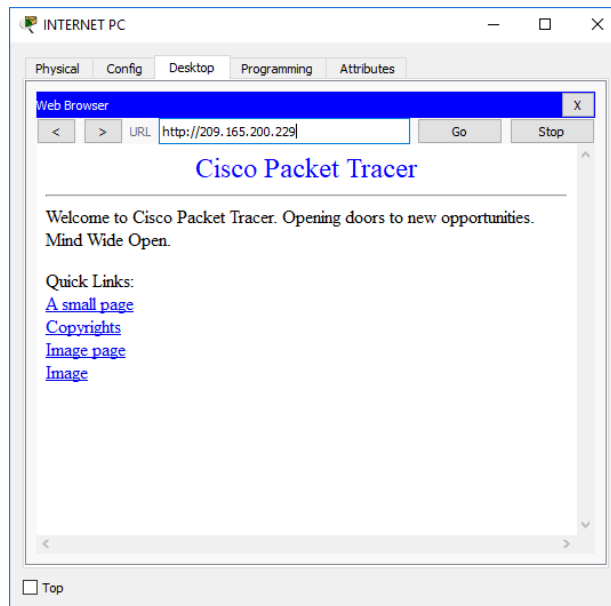 INTERNET PC
Physical Config Desktop Programming Attributes
Web Browser X
< > URL http://209.165.200.229 Go Stop
Cisco Packet Tracer
Welcome to Cisco Packet Tracer. Opening doors to new opportunities.
Mind Wide Open.
Quick Links:
A small page
Copyrights
Image page
Image
Top